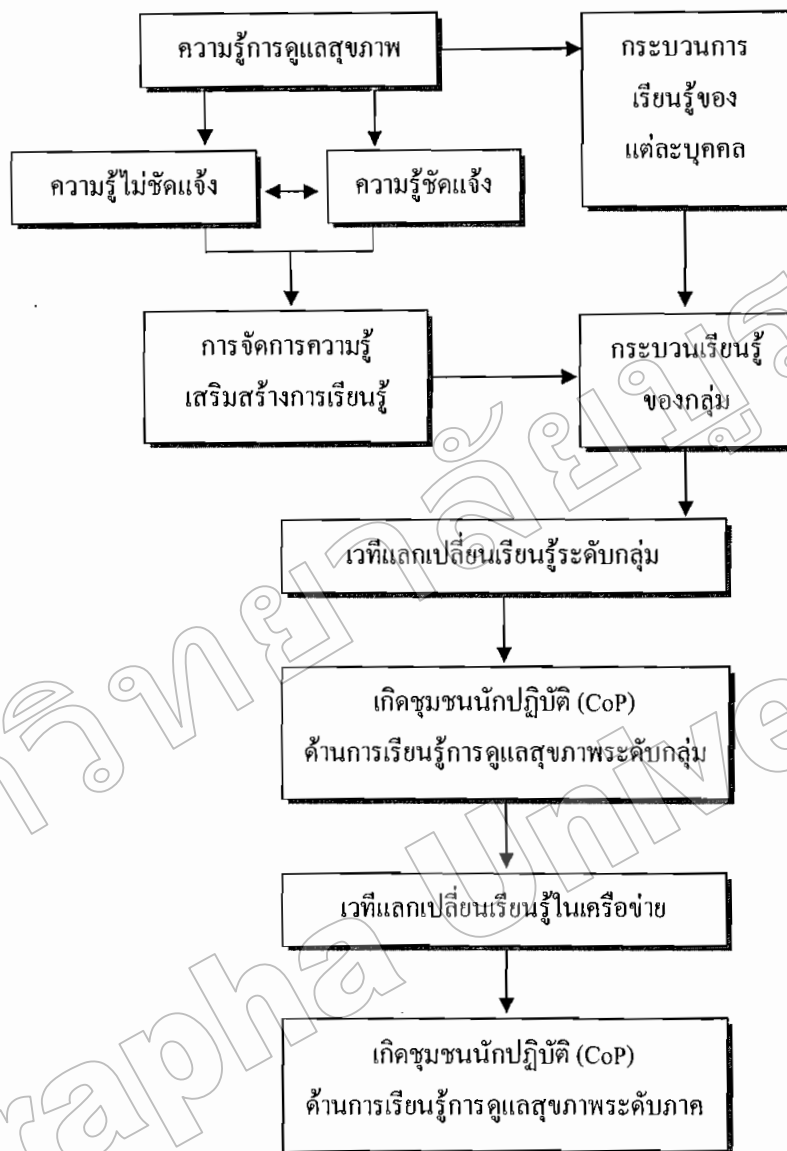 ความรู้การดูแลสุขภาพ
กระบวนการ
เรียนรู้ของ
แต่ละบุคคล
ความรู้ไม่ชัดแจ้ง
ความรู้ชัดแจ้ง
การจัดการความรู้
เสริมสร้างการเรียนรู้
กระบวนเรียนรู้
ของกลุ่ม
เวทีแลกเปลี่ยนเรียนรู้ระดับกลุ่ม
เกิดชุมชนนักปฏิบัติ (CoP)
ด้านการเรียนรู้การดูแลสุขภาพระดับกลุ่ม
เวทีแลกเปลี่ยนเรียนรู้ในเครือข่าย
เกิดชุมชนนักปฏิบัติ (CoP)
ด้านการเรียนรู้การดูแลสุขภาพระดับภาค